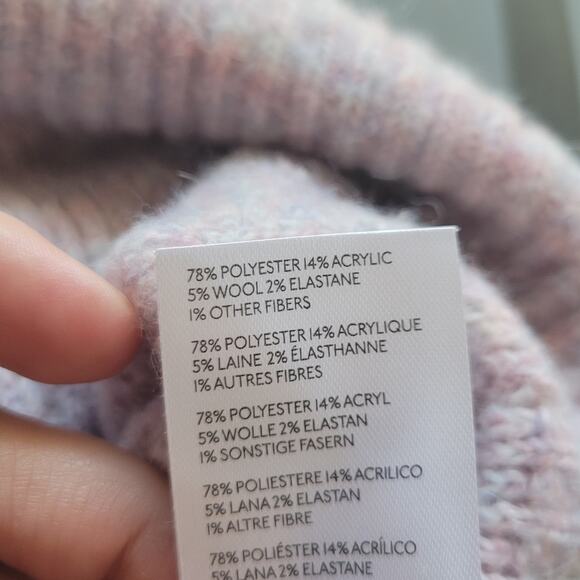 78% POLYESTER 14% ACRYLIC
5% WOOL 2% ELASTANE
1% OTHER FIBERS
78% POLYESTER 14% ACRYLIQUE
5% LAINE 2% ÉLASTHANNE
1% AUTRES FIBRES
78% POLYESTER 14% ACRYL
5% WOLLE 2% ELASTAN
1% SONSTIGE FASERN
78% POLIESTERE 14% ACRILICO
5% LANA 2% ELASTAN
1% ALTRE FIBRE
78% POLIÉSTER 14% ACRÍLICO
5% LANA 2% ELASTANE